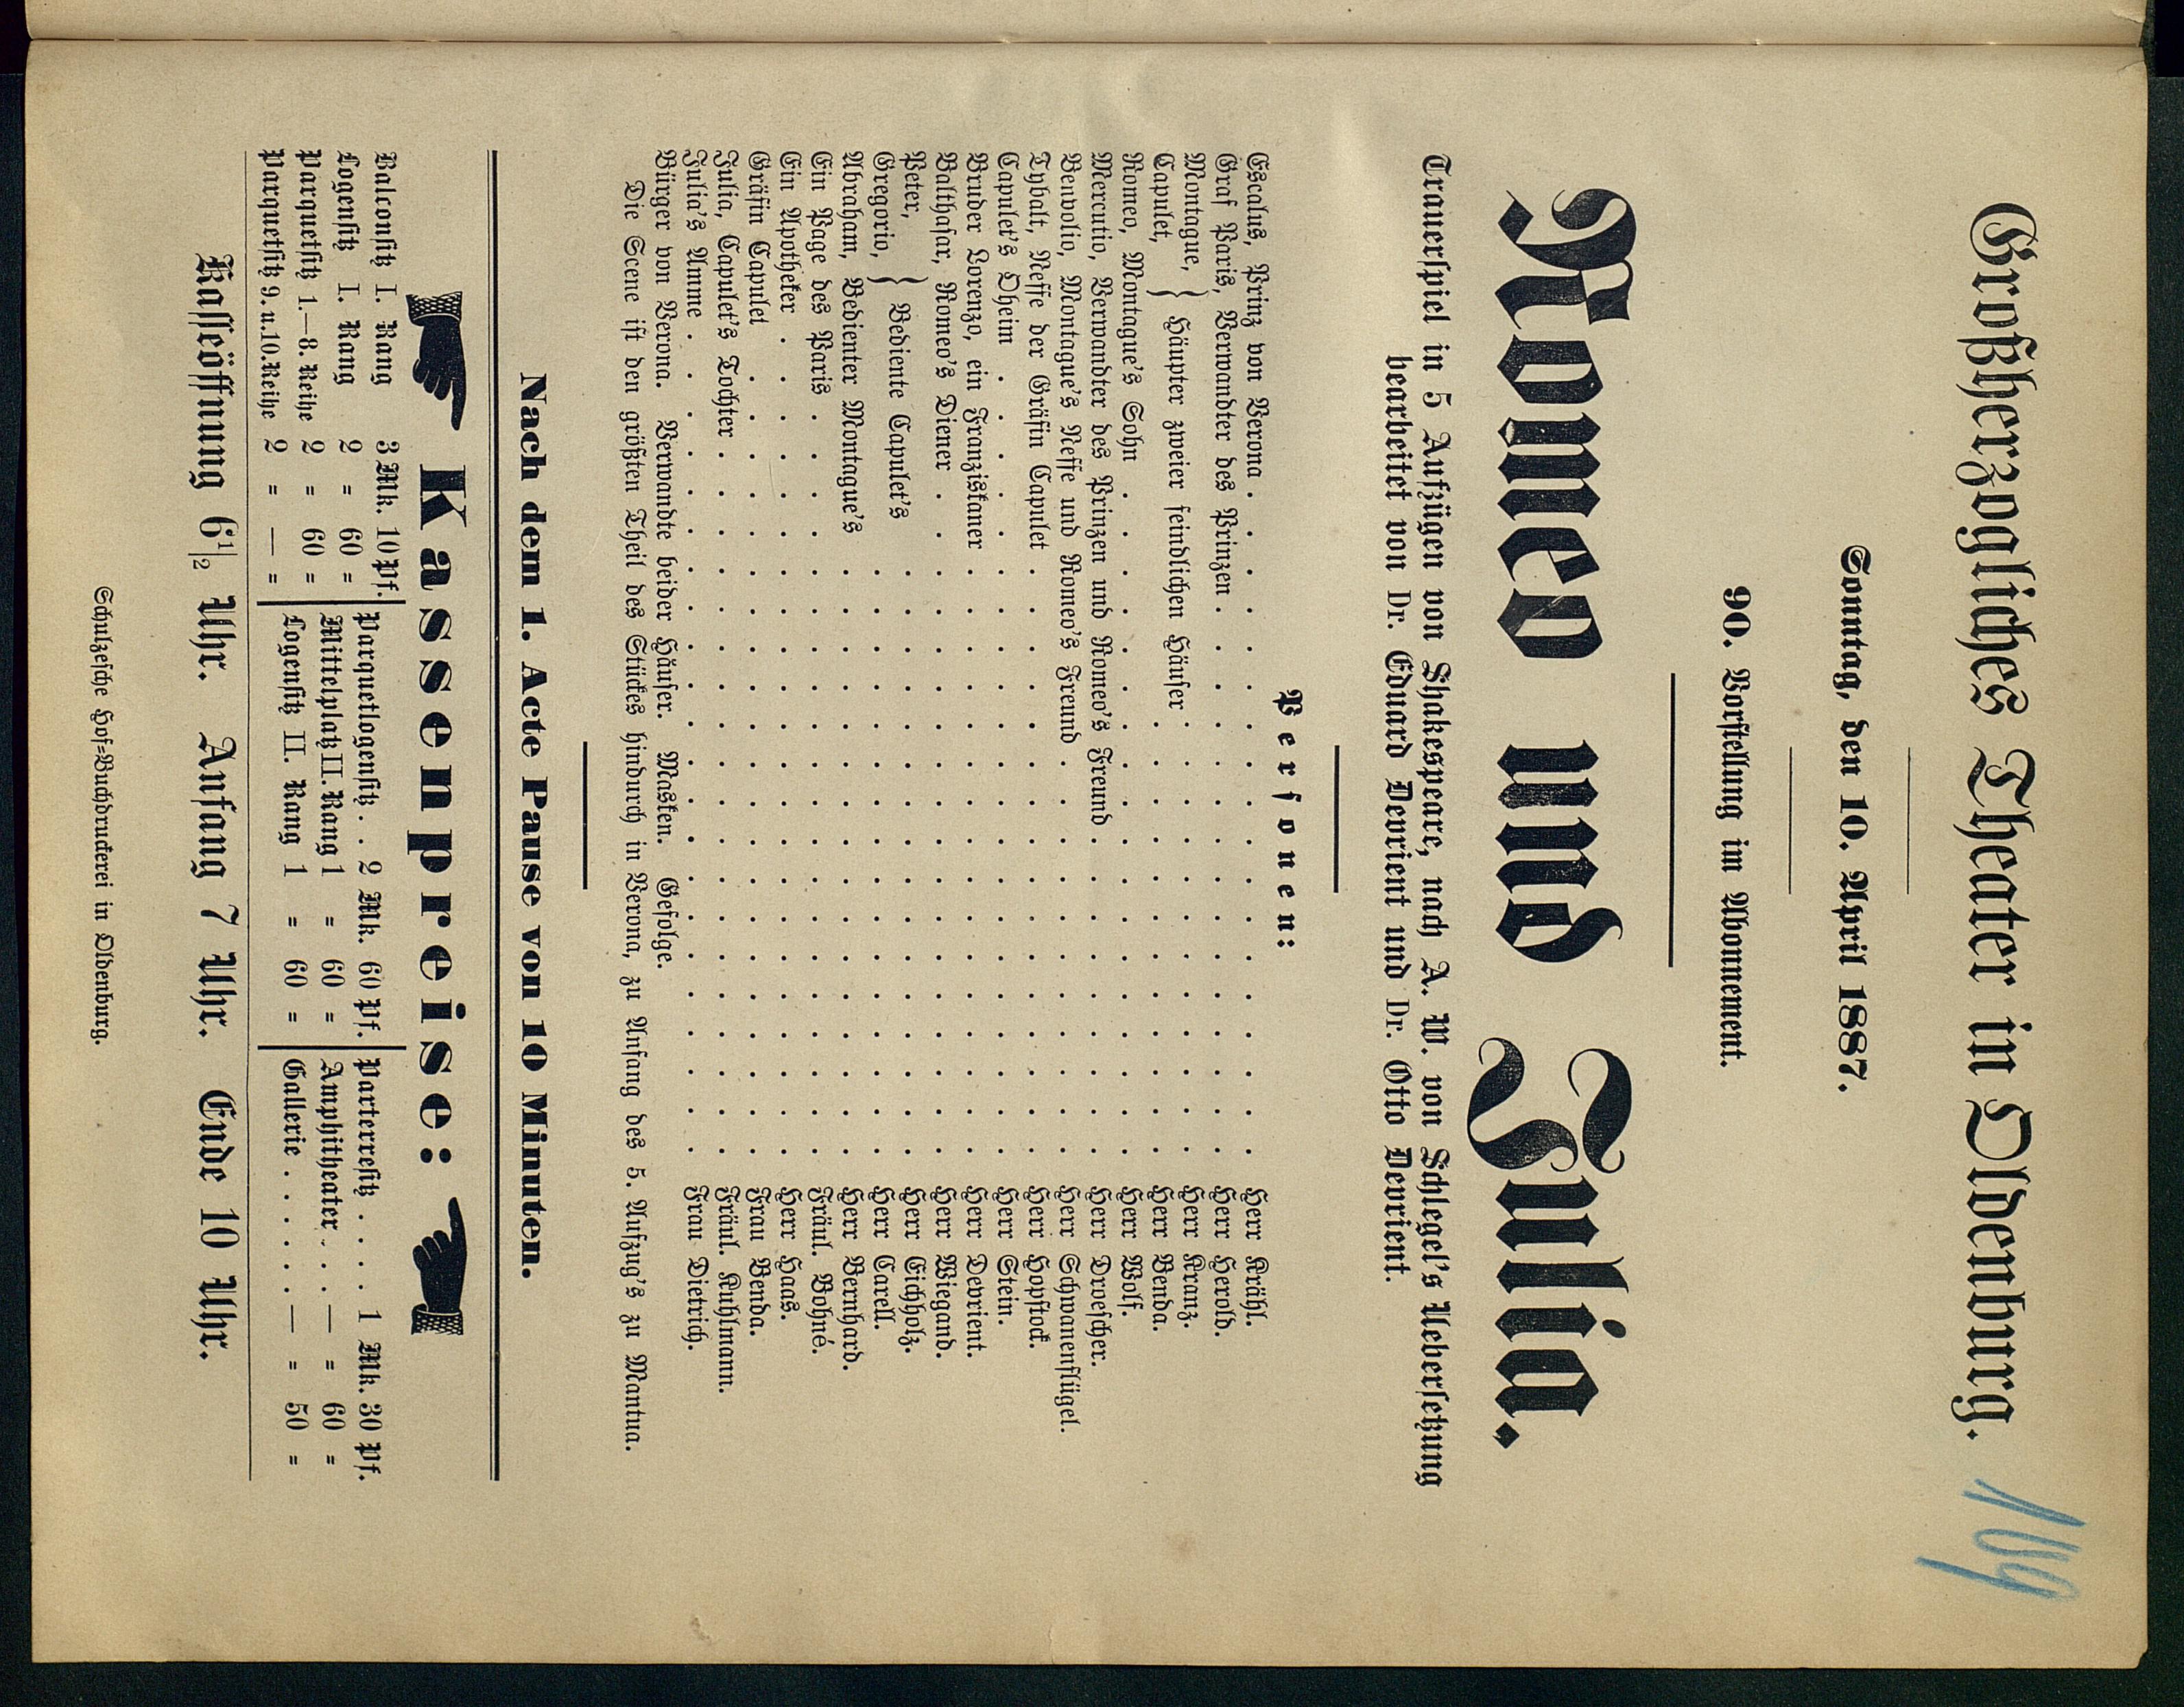 Großherzogliches Theater in Oldenburg.
Sonntag, den 10. April 1887.
90. Vorstellung im Abonnement.
Romeo und Julia.
Trauerspiel in 5 Aufzügen von Shakespeare, nach A. W. von Schlegel's Uebersetzung
bearbeitet von Dr. Eduard Devrient und Dr. Otto Devrient.
Personen:
Escalus, Prinz von Verona . . . Herr Krähl.
Graf Paris, Verwandter des Prinzen . . . Herr Herold.
Montague, } Häupter zweier feindlichen Häuser . . . Herr Kranz.
Capulet, . . . Herr Benda.
Romeo, Montague's Sohn . . . Herr Wolf.
Mercutio, Verwandter des Prinzen und Romeo's Freund . . . Herr Droescher.
Benvolio, Montague's Neffe und Romeo's Freund . . . Herr Schwanenflügel.
Tybalt, Neffe der Gräfin Capulet . . . Herr Hopstock.
Capulet's Oheim . . . Herr Stein.
Bruder Lorenzo, ein Franziskaner . . . Herr Devrient.
Balthasar, Romeo's Diener . . . Herr Wiegand.
Peter, } Bediente Capulet's . . . Herr Eichholz.
Gregorio, . . . Herr Carell.
Abraham, Bedienter Montague's . . . Herr Bernhard.
Ein Page des Paris . . . Fräul. Bohné.
Ein Apotheker . . . Herr Haas.
Gräfin Capulet . . . Frau Benda.
Julia, Capulet's Tochter . . . Fräul. Kuhlmann.
Julia's Amme . . . Frau Dietrich.
Bürger von Verona. Verwandte beider Häuser. Masken. Gefolge.
Die Scene ist den größten Theil des Stückes hindurch in Verona, zu Anfang des 5. Aufzug's zu Mantua.
Nach dem 1. Acte Pause von 10 Minuten.
Kassenpreise:
Balconsitz I. Rang 3 Mk. 10 Pf.
Logensitz I. Rang 2 = 60 =
Parquetsitz 1.—8. Reihe 2 = 60 =
Parquetsitz 9. u. 10. Reihe 2 = — =
Parquetlogensitz . . 2 Mk. 60 Pf.
Mittelplatz II. Rang 1 = 60 =
Logensitz II. Rang 1 = 60 =
Parterresitz . . . . 1 Mk. 30 Pf.
Amphitheater . . . — = 60 =
Gallerie . . . . . — = 50 =
Kasseöffnung 6 1/2 Uhr. Anfang 7 Uhr. Ende 10 Uhr.
Schulzesche Hof=Buchdruckerei in Oldenburg.